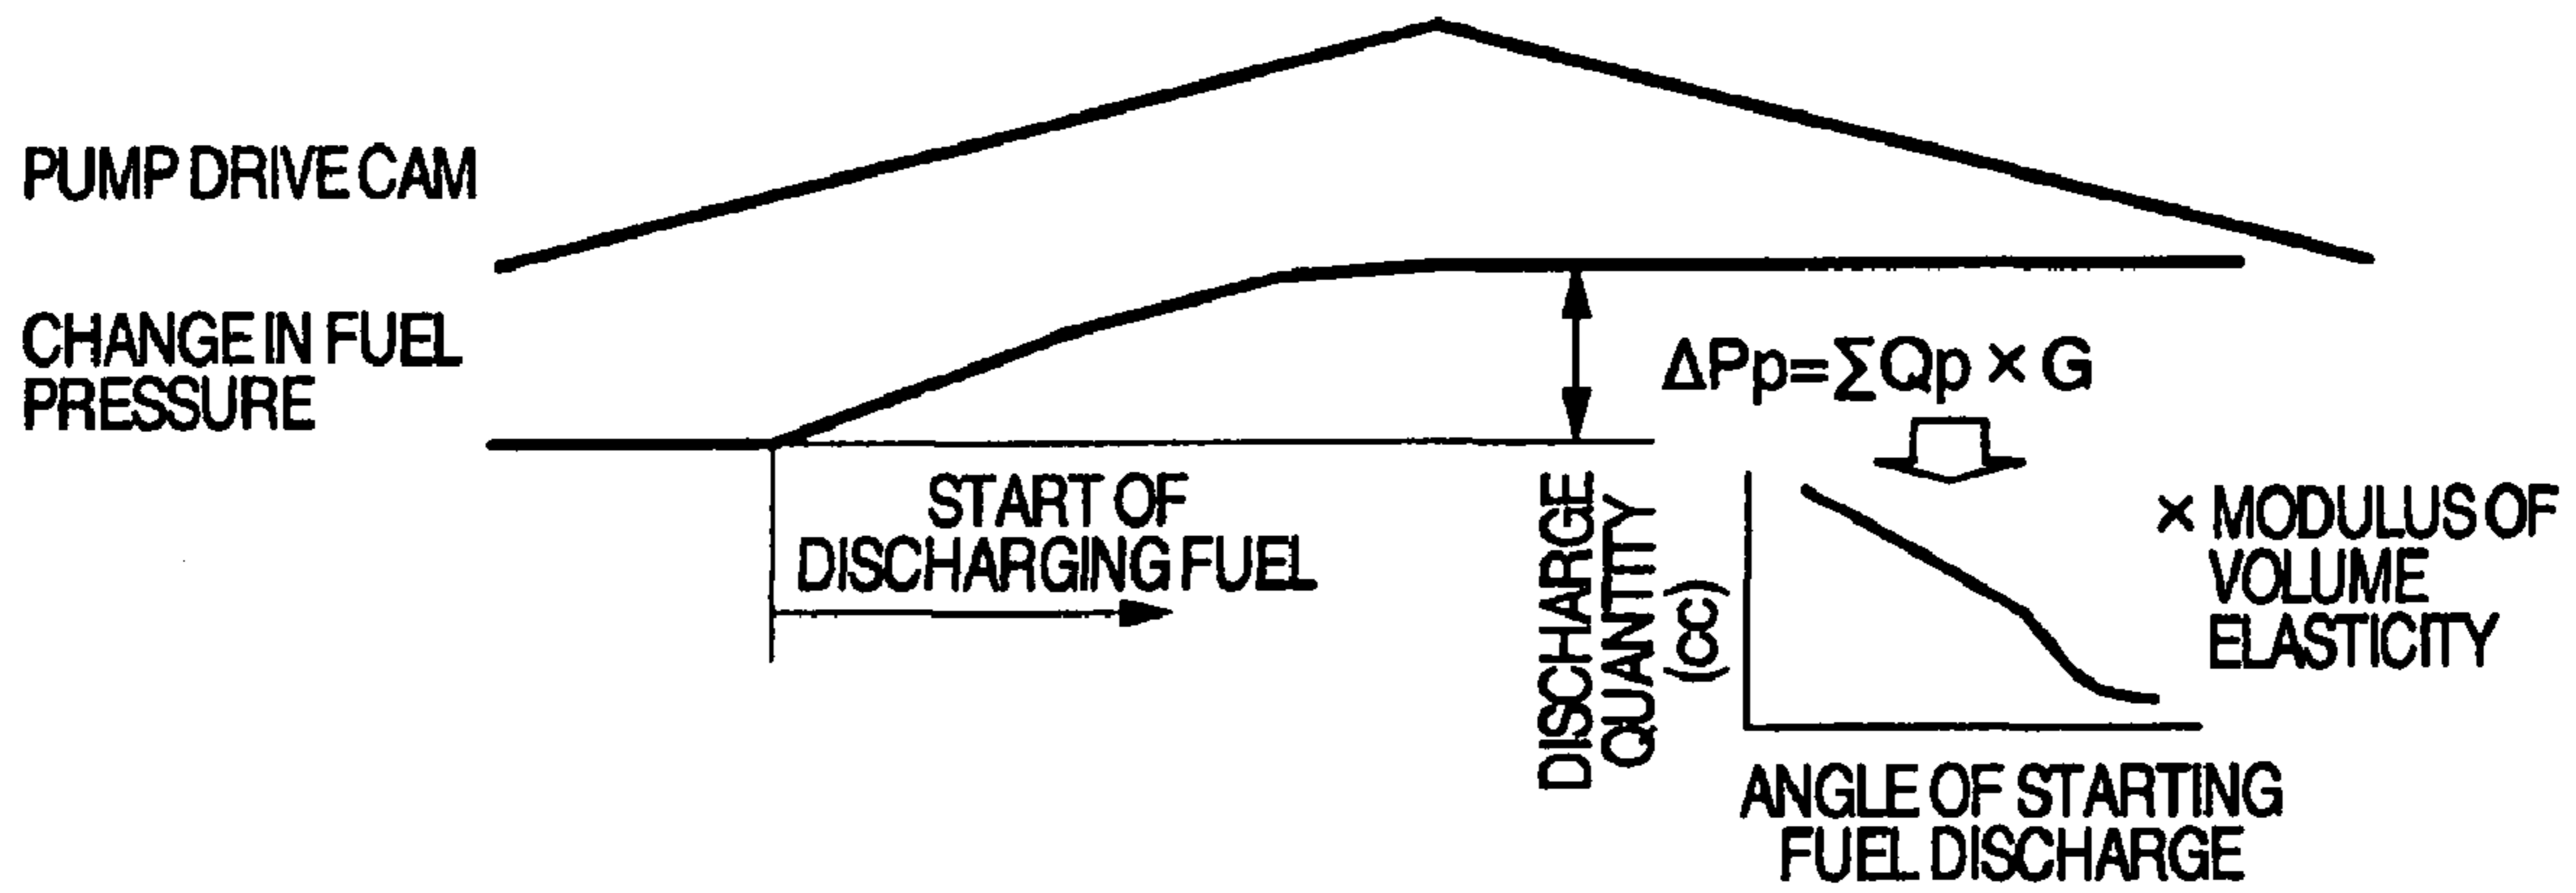 PUMP DRIVE CAM
CHANGE IN FUEL
PRESSURE
START OF
DISCHARGING FUEL
ΔPp=∑Qp × G
DISCHARGE
QUANTITY
(CC)
× MODULUS OF
VOLUME
ELASTICITY
ANGLE OF STARTING
FUEL DISCHARGE